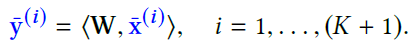 ȳ⁽ⁱ⁾ = ⟨W, x̄⁽ⁱ⁾⟩, i = 1, . . . , (K + 1).